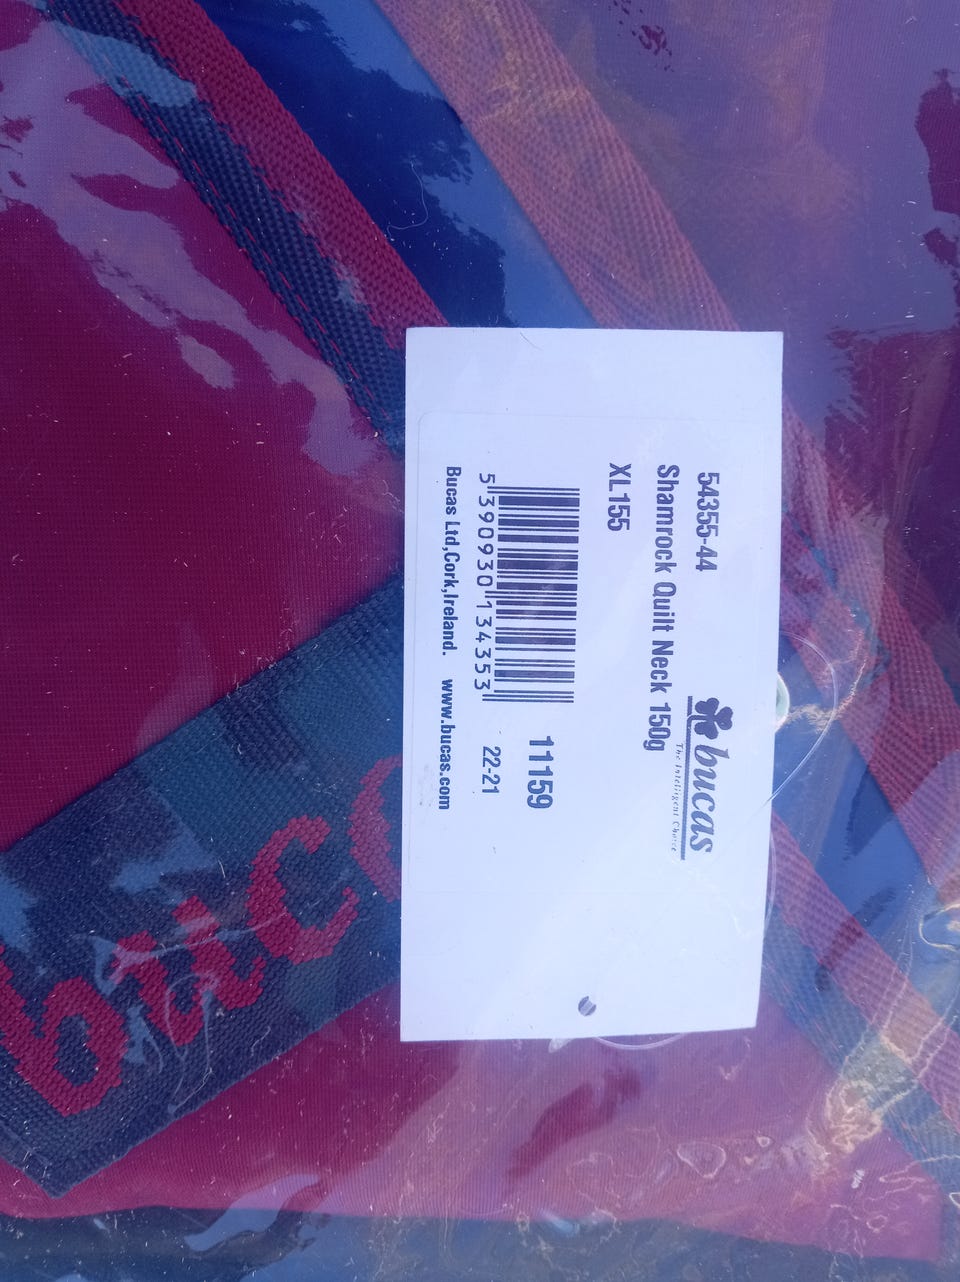 bucas
The Intelligent Choice
54355-44
Shamrock Quilt Neck 150g
XL155
5 390930 134353
11159
22-21
Bucas Ltd,Cork,Ireland. www.bucas.com
buc